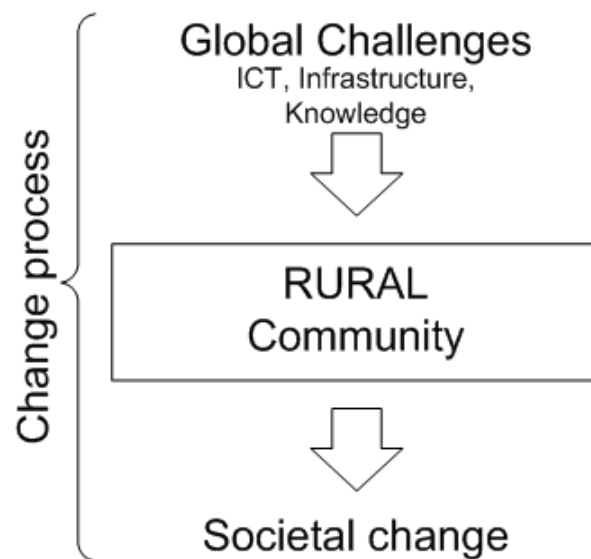 Global Challenges
ICT, Infrastructure,
Knowledge
Change process
RURAL
Community
Societal change